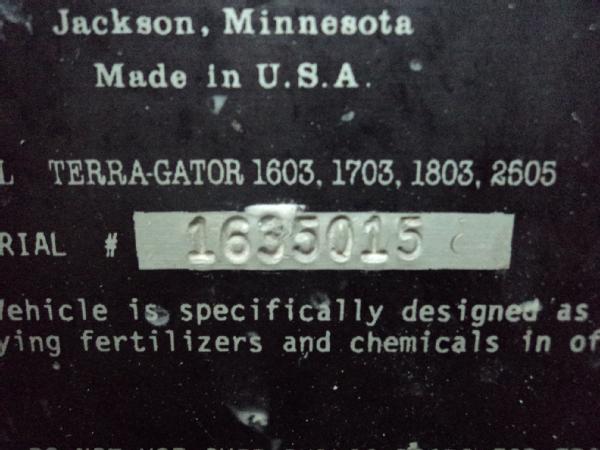 Jackson, Minnesota
Made in U.S.A.
L TERRA-GATOR 1603, 1703, 1803, 2505
RIAL # 1635015
Vehicle is specifically designed as
ying fertilizers and chemicals in of